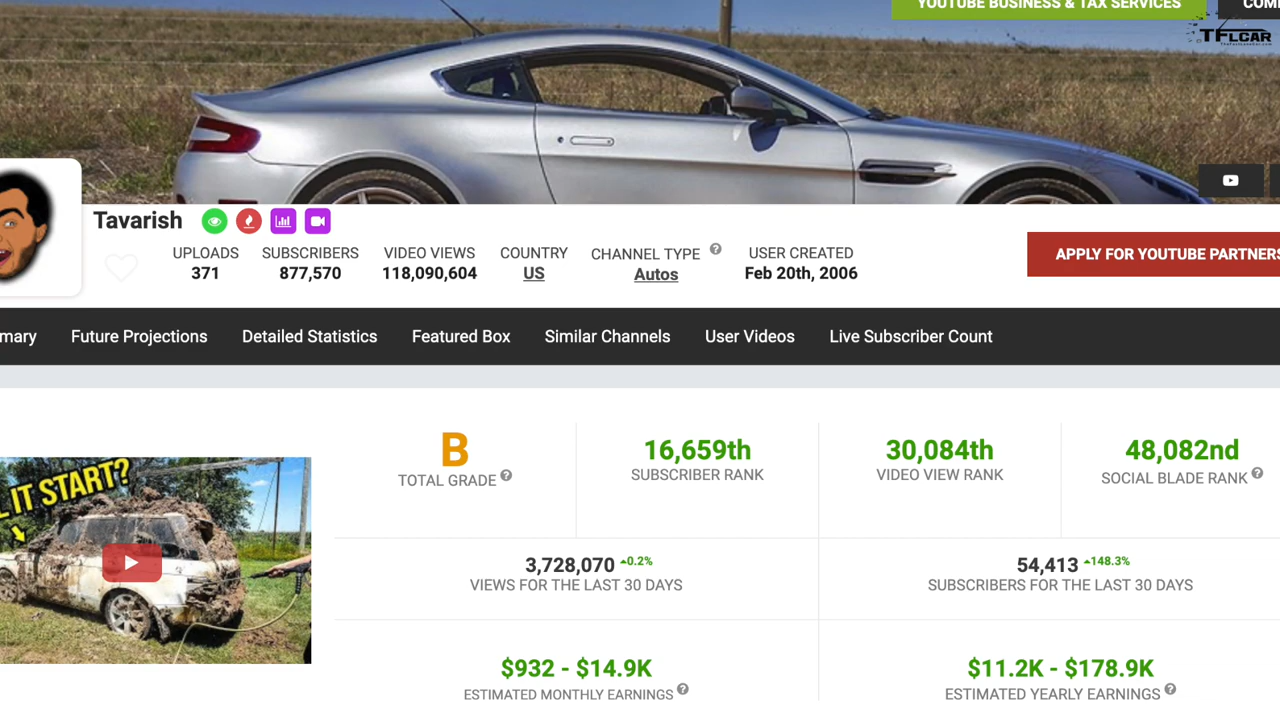 YOUTUBE BUSINESS & TAX SERVICES
COM
TFLCAR
Tavarish
UPLOADS SUBSCRIBERS VIDEO VIEWS COUNTRY CHANNEL TYPE ? USER CREATED
371 877,570 118,090,604 US Autos Feb 20th, 2006
APPLY FOR YOUTUBE PARTNERS
mary Future Projections Detailed Statistics Featured Box Similar Channels User Videos Live Subscriber Count
IT START?
B
TOTAL GRADE ?
16,659th
SUBSCRIBER RANK
30,084th
VIDEO VIEW RANK
48,082nd
SOCIAL BLADE RANK ?
3,728,070 0.2%
VIEWS FOR THE LAST 30 DAYS
54,413 148.3%
SUBSCRIBERS FOR THE LAST 30 DAYS
$932 - $14.9K
ESTIMATED MONTHLY EARNINGS ?
$11.2K - $178.9K
ESTIMATED YEARLY EARNINGS ?